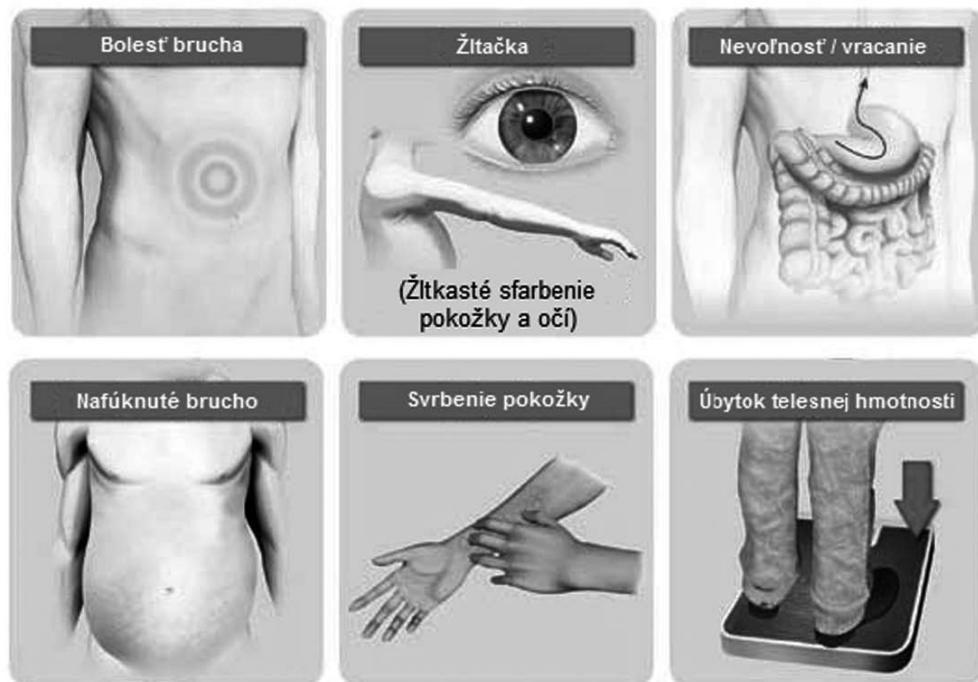 Bolesť brucha
Žltačka
(Žltkasté sfarbenie
pokožky a očí)
Nevoľnosť / vracanie
Nafúknuté brucho
Svrbenie pokožky
Úbytok telesnej hmotnosti